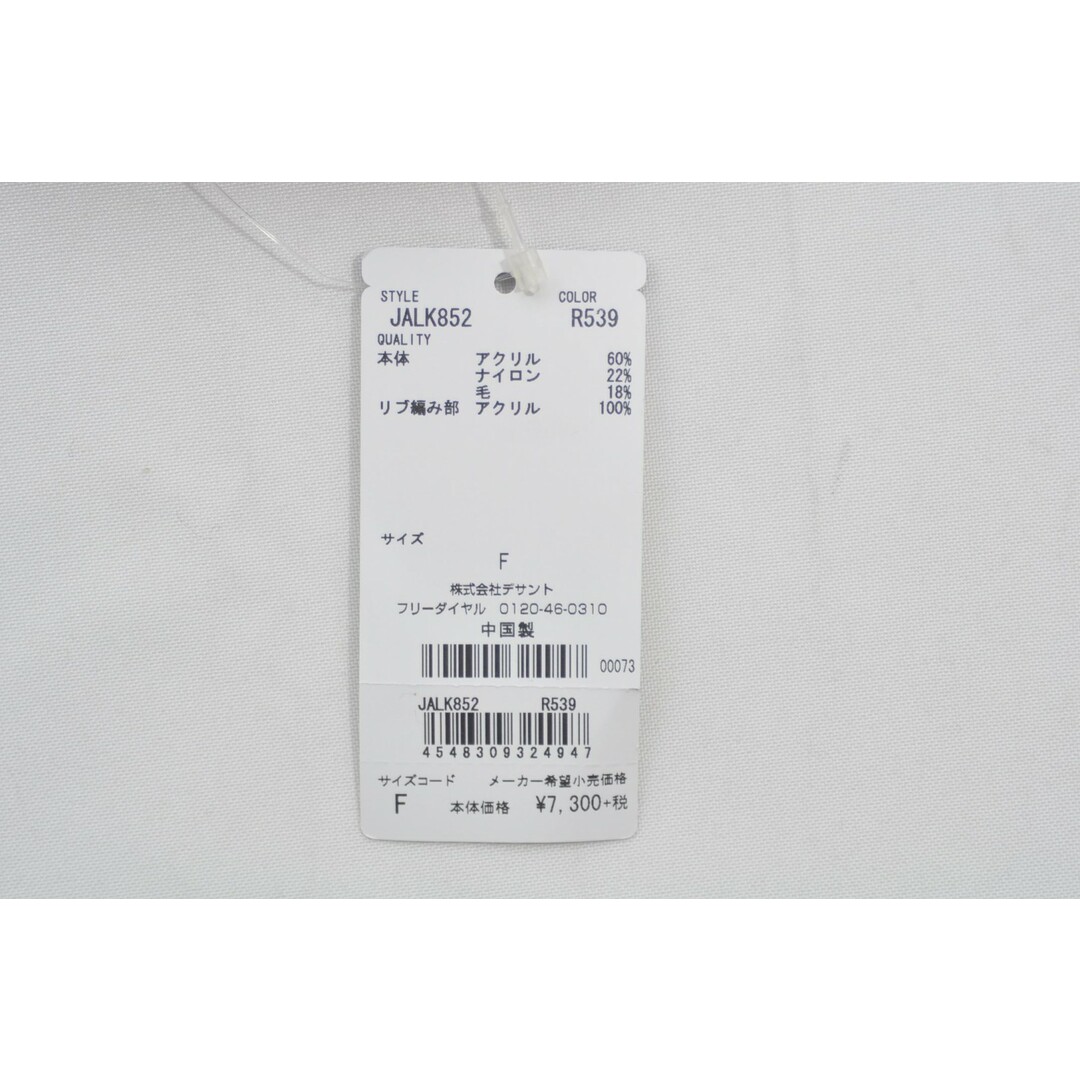 STYLE COLOR
JALK852 R539
QUALITY
本体 アクリル 60%
ナイロン 22%
毛 18%
リブ編み部 アクリル 100%
サイズ
F
株式会社デサント
フリーダイヤル 0120-46-0310
中国製
00073
JALK852 R539
4548309324947
サイズコード メーカー希望小売価格
F 本体価格 ¥7,300+税